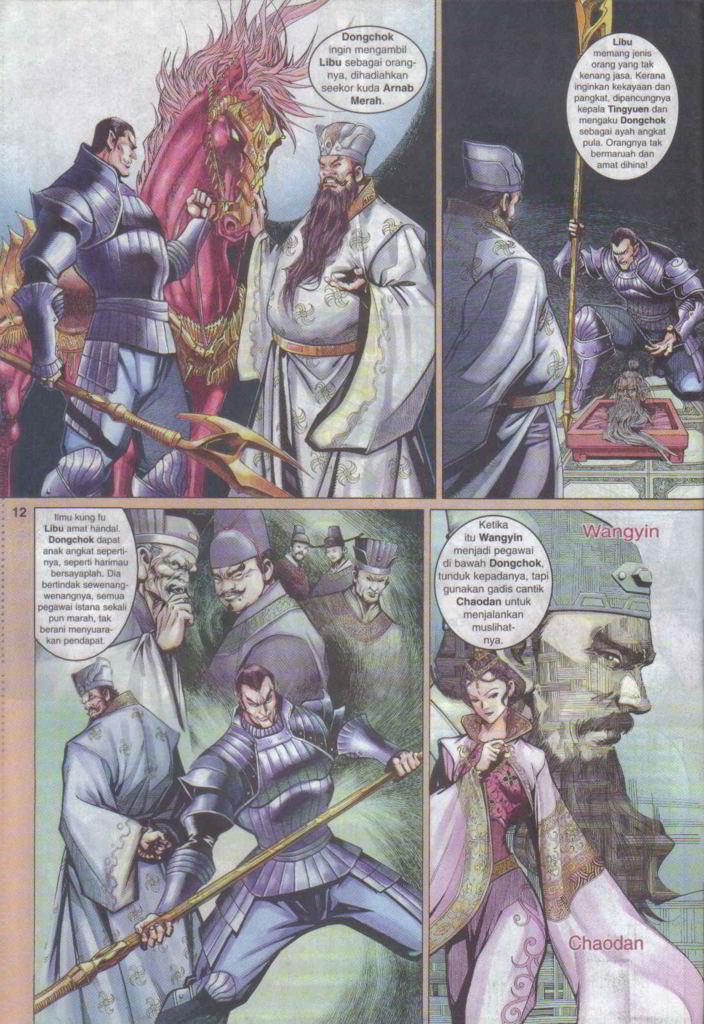 Dongchok
ingin mengambil
Libu sebagai orang-
nya, dihadiahkan
seekor kuda Arnab
Merah.
Libu
memang jenis
orang yang tak
kenang jasa. Kerana
inginkan kekayaan dan
pangkat, dipancungnya
kepala Tingyuen dan
mengaku Dongchok
sebagai ayah angkat
pula. Orangnya tak
bermaruah dan
amat dihina!
12
Ilmu kung fu
Libu amat handal.
Dongchok dapat
anak angkat seperti-
nya, seperti harimau
bersayaplah. Dia
bertindak sewenang-
wenangnya, semua
pegawai istana sekali
pun marah, tak
berani menyuara-
kan pendapat.
Ketika
itu Wangyin
menjadi pegawai
di bawah Dongchok,
tunduk kepadanya, tapi
gunakan gadis cantik
Chaodan untuk
menjalankan
muslihat-
nya.
Wangyin
Chaodan